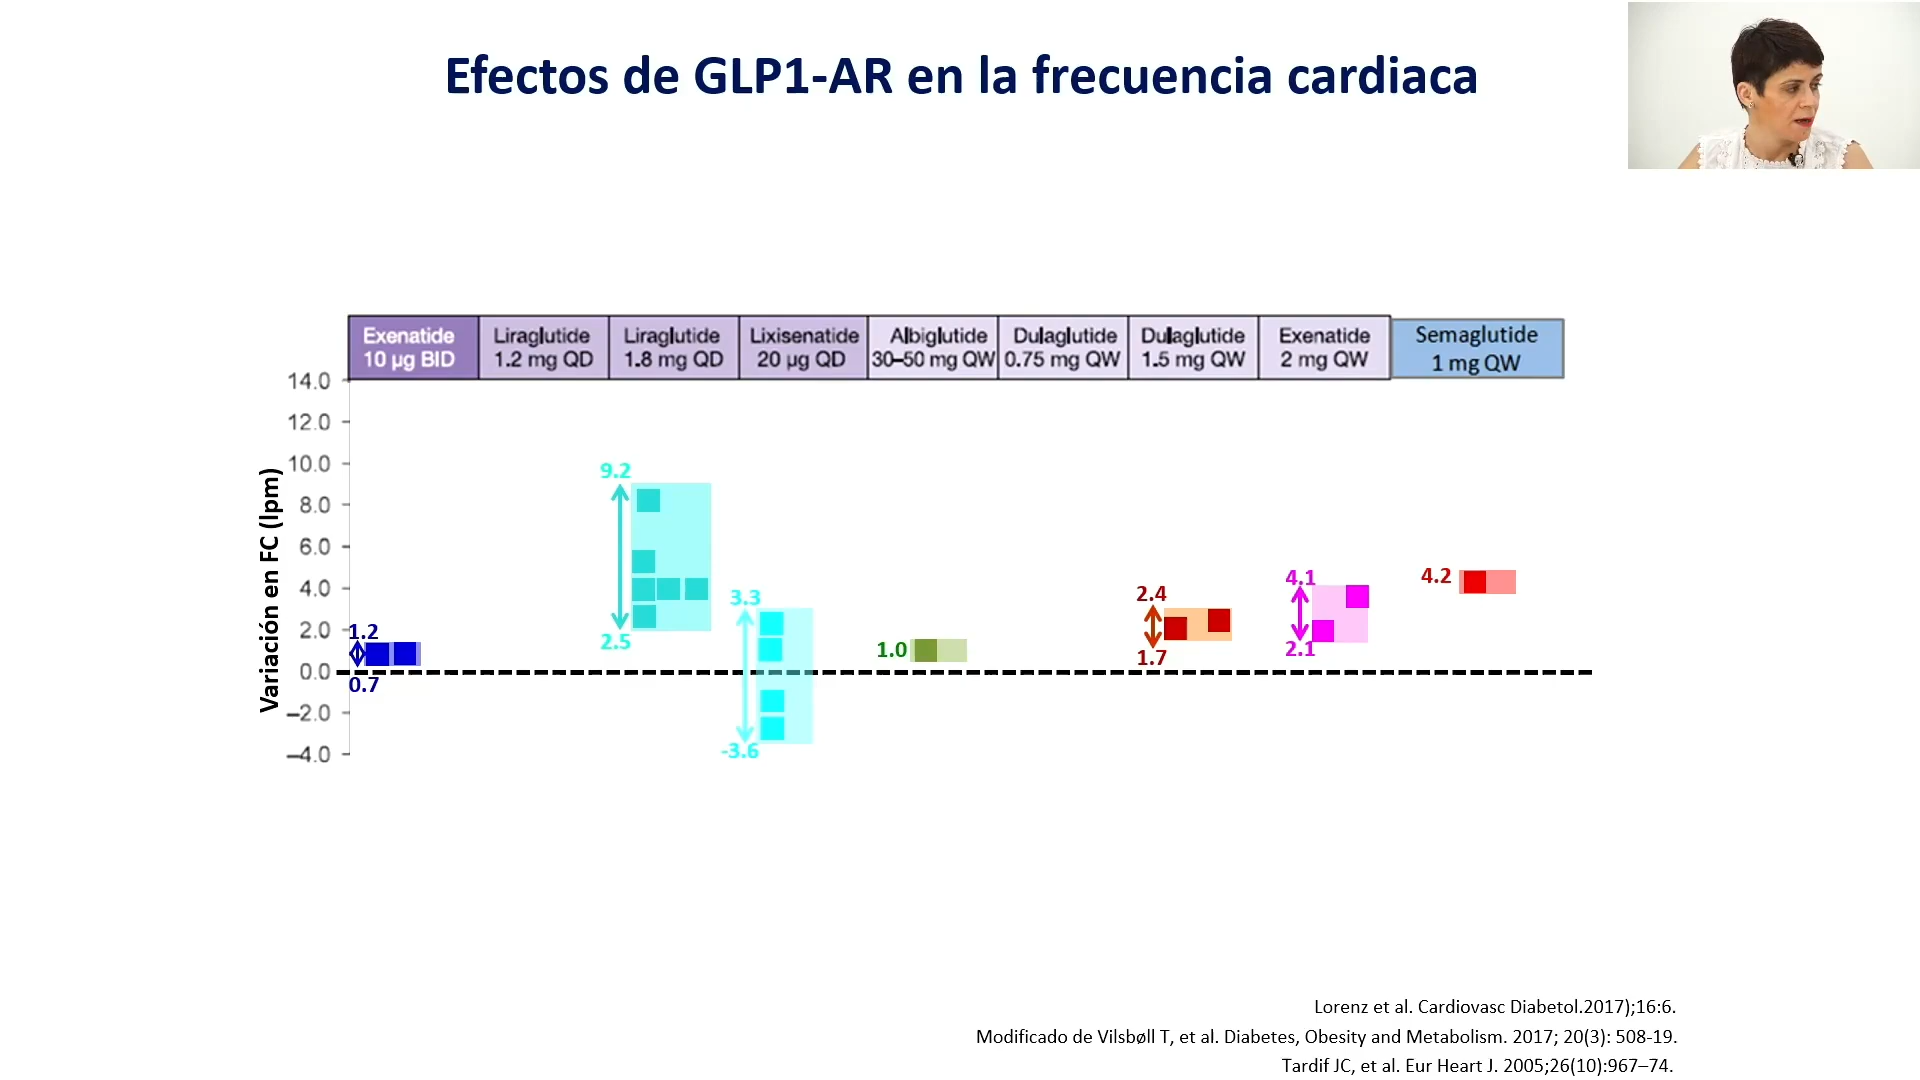 Efectos de GLP1-AR en la frecuencia cardiaca
Exenatide
10 µg BID
Liraglutide
1.2 mg QD
Liraglutide
1.8 mg QD
Lixisenatide
20 µg QD
Albiglutide
30–50 mg QW
Dulaglutide
0.75 mg QW
Dulaglutide
1.5 mg QW
Exenatide
2 mg QW
Semaglutide
1 mg QW
Variación en FC (lpm)
14.0
12.0
10.0
8.0
6.0
4.0
2.0
0.0
–2.0
–4.0
1.2
0.7
9.2
2.5
3.3
-3.6
1.0
2.4
1.7
4.1
2.1
4.2
Lorenz et al. Cardiovasc Diabetol.2017);16:6.
Modificado de Vilsbøll T, et al. Diabetes, Obesity and Metabolism. 2017; 20(3): 508-19.
Tardif JC, et al. Eur Heart J. 2005;26(10):967–74.